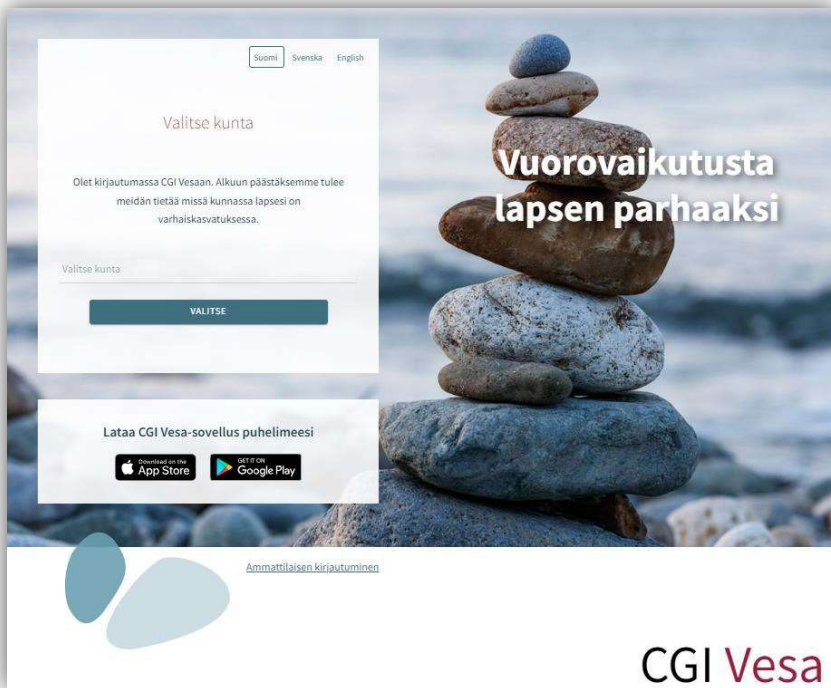 Suomi Svenska English
Valitse kunta
Olet kirjautumassa CGI Vesaan. Alkuun päästäksemme tulee
meidän tietää missä kunnassa lapsesi on
varhaiskasvatuksessa.
Valitse kunta
VALITSE
Vuorovaikutusta
lapsen parhaaksi
Lataa CGI Vesa-sovellus puhelimeesi
Download on the
App Store
GET IT ON
Google Play
Ammattilaisen kirjautuminen
CGI Vesa